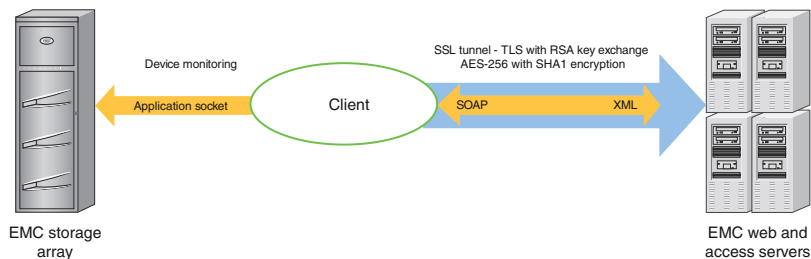 Device monitoring
SSL tunnel - TLS with RSA key exchange
AES-256 with SHA1 encryption
Application socket
Client
SOAP
XML
EMC storage
array
EMC web and
access servers